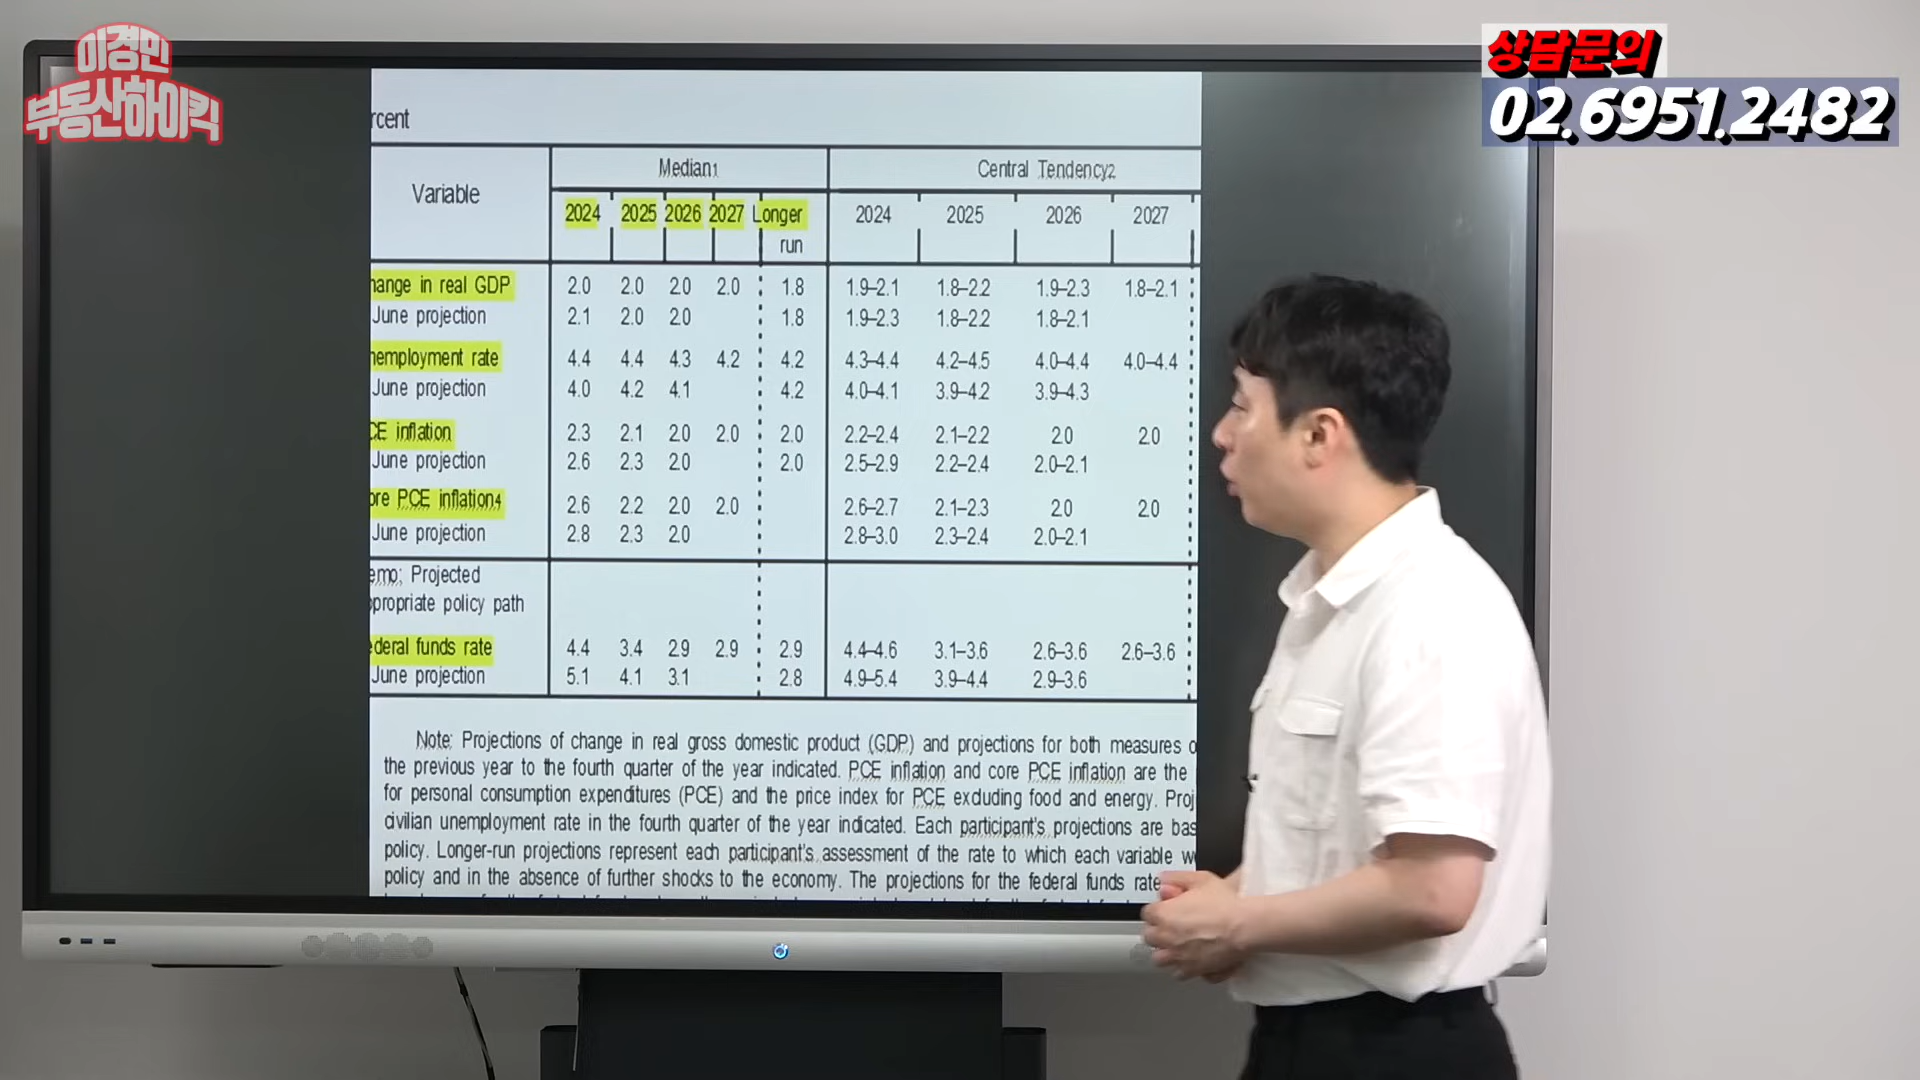 이경민
부동산하이킥
상담문의
02.6951.2482
rcent
Variable
Median1
Central Tendency2
2024 2025 2026 2027 Longer
run
2024 2025 2026 2027
hange in real GDP 2.0 2.0 2.0 2.0 1.8 1.9–2.1 1.8–2.2 1.9–2.3 1.8–2.1
June projection 2.1 2.0 2.0 1.8 1.9–2.3 1.8–2.2 1.8–2.1
nemployment rate 4.4 4.4 4.3 4.2 4.2 4.3–4.4 4.2–4.5 4.0–4.4 4.0–4.4
June projection 4.0 4.2 4.1 4.2 4.0–4.1 3.9–4.2 3.9–4.3
CE inflation 2.3 2.1 2.0 2.0 2.0 2.2–2.4 2.1–2.2 2.0 2.0
June projection 2.6 2.3 2.0 2.0 2.5–2.9 2.2–2.4 2.0–2.1
ore PCE inflation4 2.6 2.2 2.0 2.0 2.6–2.7 2.1–2.3 2.0 2.0
June projection 2.8 2.3 2.0 2.8–3.0 2.3–2.4 2.0–2.1
emo: Projected
ppropriate policy path
ederal funds rate 4.4 3.4 2.9 2.9 2.9 4.4–4.6 3.1–3.6 2.6–3.6 2.6–3.6
June projection 5.1 4.1 3.1 2.8 4.9–5.4 3.9–4.4 2.9–3.6
Note: Projections of change in real gross domestic product (GDP) and projections for both measures o
the previous year to the fourth quarter of the year indicated. PCE inflation and core PCE inflation are the
for personal consumption expenditures (PCE) and the price index for PCE excluding food and energy. Proj
civilian unemployment rate in the fourth quarter of the year indicated. Each participant's projections are bas
policy. Longer-run projections represent each participant's assessment of the rate to which each variable w
policy and in the absence of further shocks to the economy. The projections for the federal funds rate